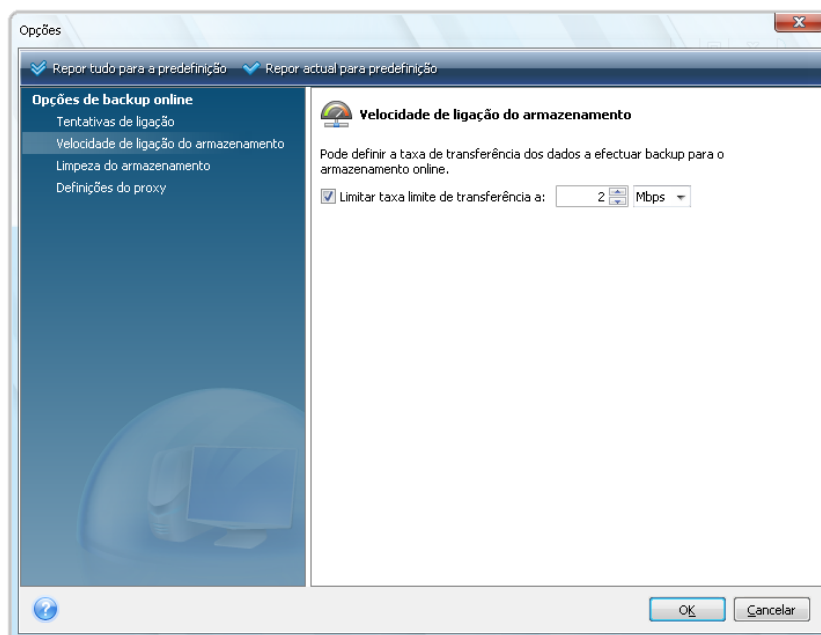 Opções
Repor tudo para a predefinição Repor actual para predefinição
Opções de backup online
Tentativas de ligação
Velocidade de ligação do armazenamento
Limpeza do armazenamento
Definições do proxy
Velocidade de ligação do armazenamento
Pode definir a taxa de transferência dos dados a efectuar backup para o
armazenamento online.
Limitar taxa limite de transferência a: 2 Mbps
OK Cancelar